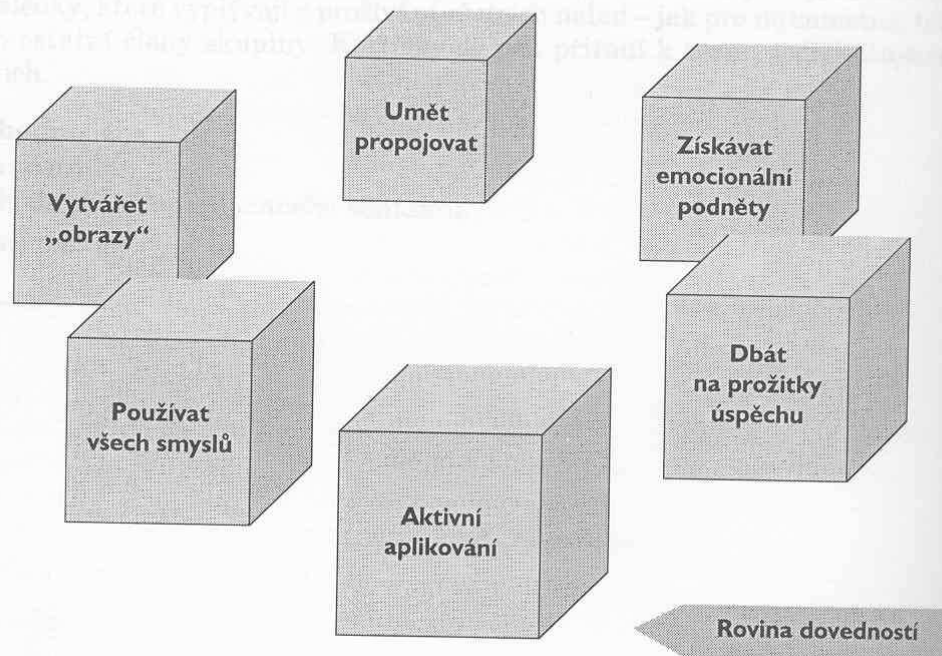 Umět
propojovat
Získávat
emocionální
podněty
Vytvářet
„obrazy“
Dbát
na prožitky
úspěchu
Používat
všech smyslů
Aktivní
aplikování
Rovina dovedností